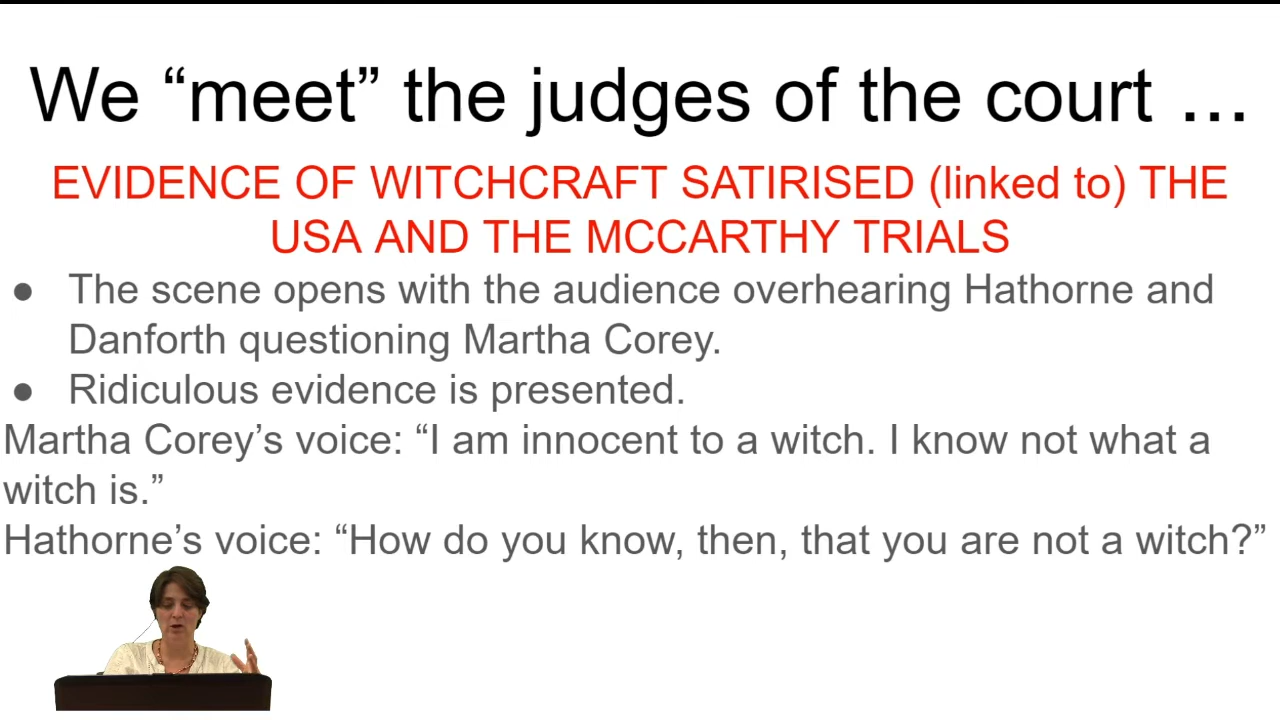 We “meet” the judges of the court ...
EVIDENCE OF WITCHCRAFT SATIRISED (linked to) THE
USA AND THE MCCARTHY TRIALS
● The scene opens with the audience overhearing Hathorne and
Danforth questioning Martha Corey.
● Ridiculous evidence is presented.
Martha Corey’s voice: “I am innocent to a witch. I know not what a
witch is.”
Hathorne’s voice: “How do you know, then, that you are not a witch?”